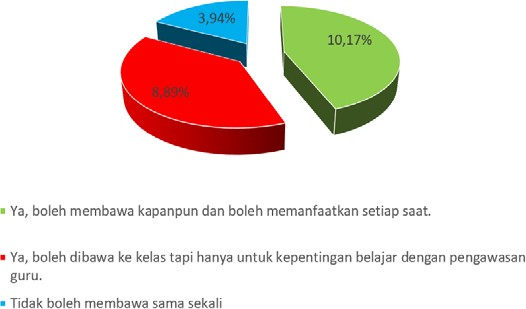 3,94%
10,17%
8,89%
Ya, boleh membawa kapanpun dan boleh memanfaatkan setiap saat.
Ya, boleh dibawa ke kelas tapi hanya untuk kepentingan belajar dengan pengawasan
guru.
Tidak boleh membawa sama sekali